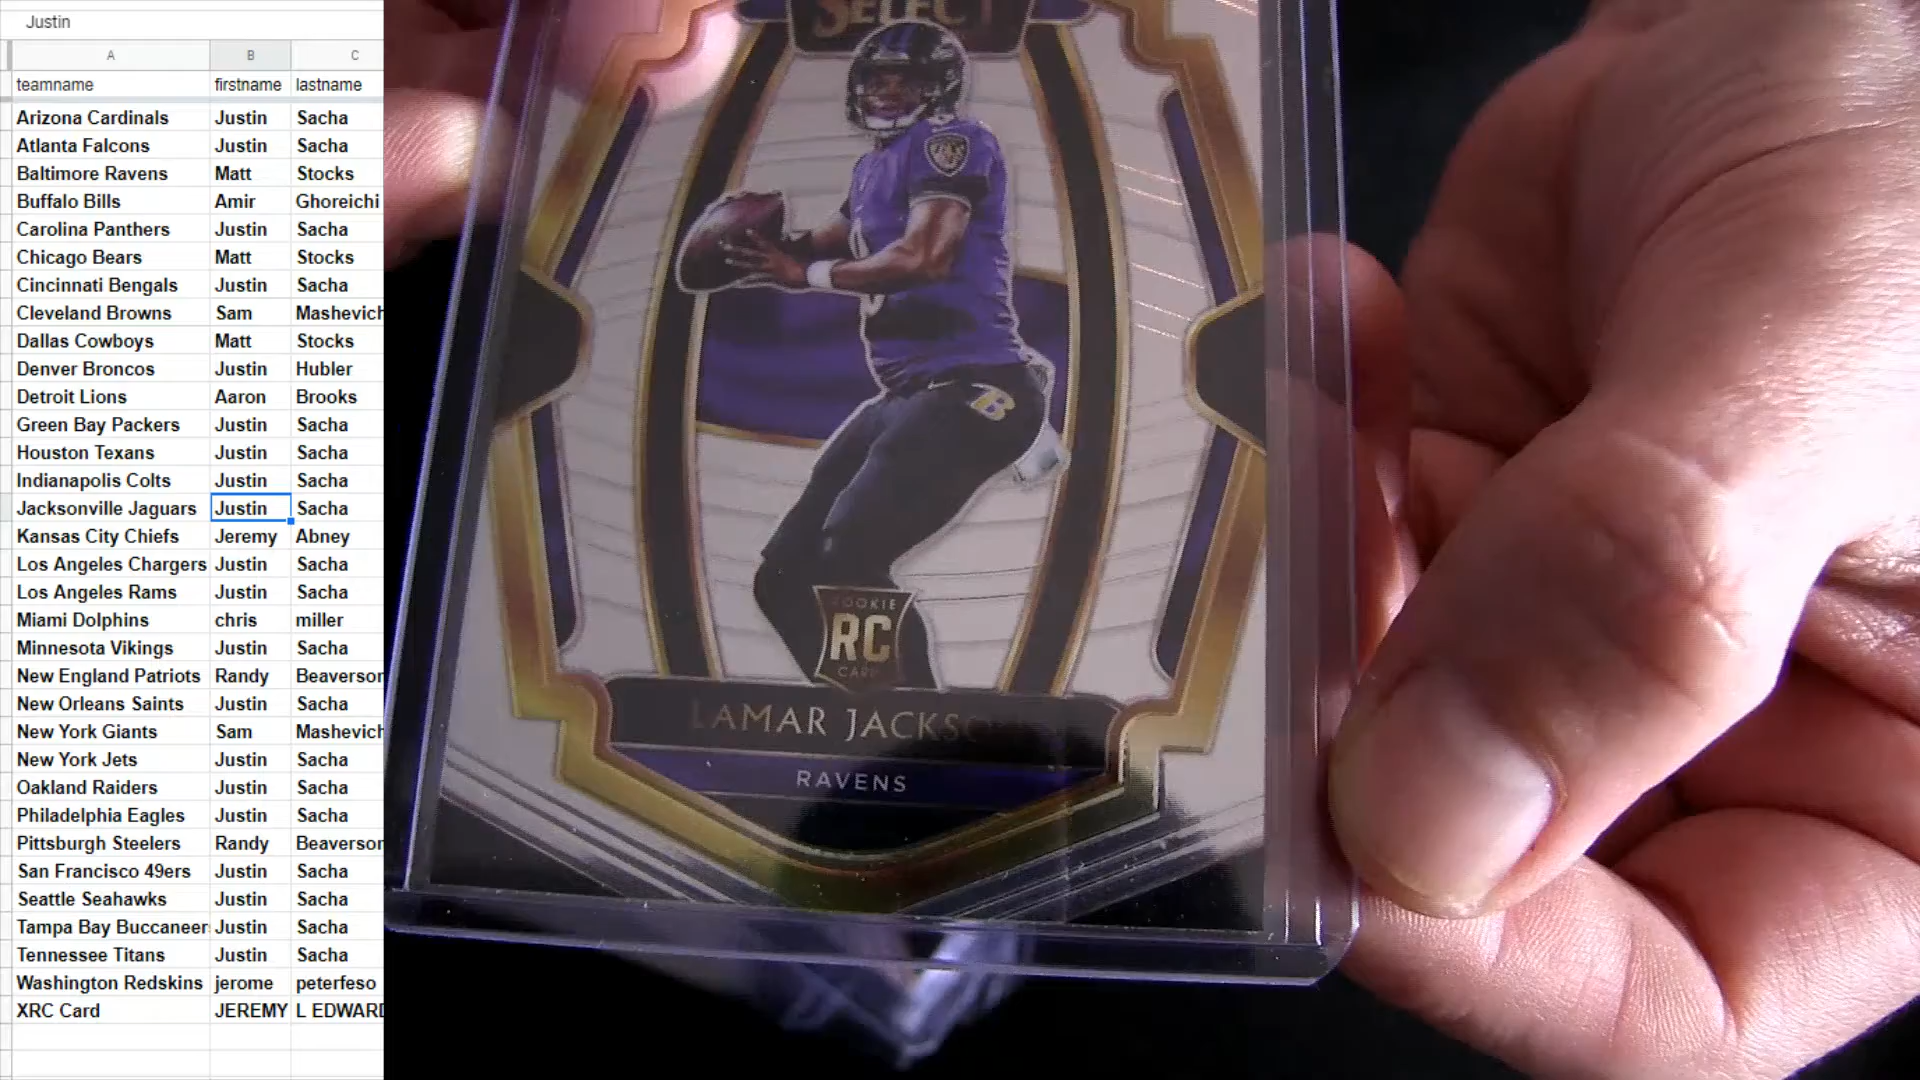 Justin
A B C
teamname firstname lastname
Arizona Cardinals Justin Sacha
Atlanta Falcons Justin Sacha
Baltimore Ravens Matt Stocks
Buffalo Bills Amir Ghoreichi
Carolina Panthers Justin Sacha
Chicago Bears Matt Stocks
Cincinnati Bengals Justin Sacha
Cleveland Browns Sam Mashevich
Dallas Cowboys Matt Stocks
Denver Broncos Justin Hubler
Detroit Lions Aaron Brooks
Green Bay Packers Justin Sacha
Houston Texans Justin Sacha
Indianapolis Colts Justin Sacha
Jacksonville Jaguars Justin Sacha
Kansas City Chiefs Jeremy Abney
Los Angeles Chargers Justin Sacha
Los Angeles Rams Justin Sacha
Miami Dolphins chris miller
Minnesota Vikings Justin Sacha
New England Patriots Randy Beaverson
New Orleans Saints Justin Sacha
New York Giants Sam Mashevich
New York Jets Justin Sacha
Oakland Raiders Justin Sacha
Philadelphia Eagles Justin Sacha
Pittsburgh Steelers Randy Beaverson
San Francisco 49ers Justin Sacha
Seattle Seahawks Justin Sacha
Tampa Bay Buccaneer Justin Sacha
Tennessee Titans Justin Sacha
Washington Redskins jerome peterfeso
XRC Card JEREMY L EDWARD
SELECT
B
ROOKIE
RC
CARD
LAMAR JACKSO
RAVENS